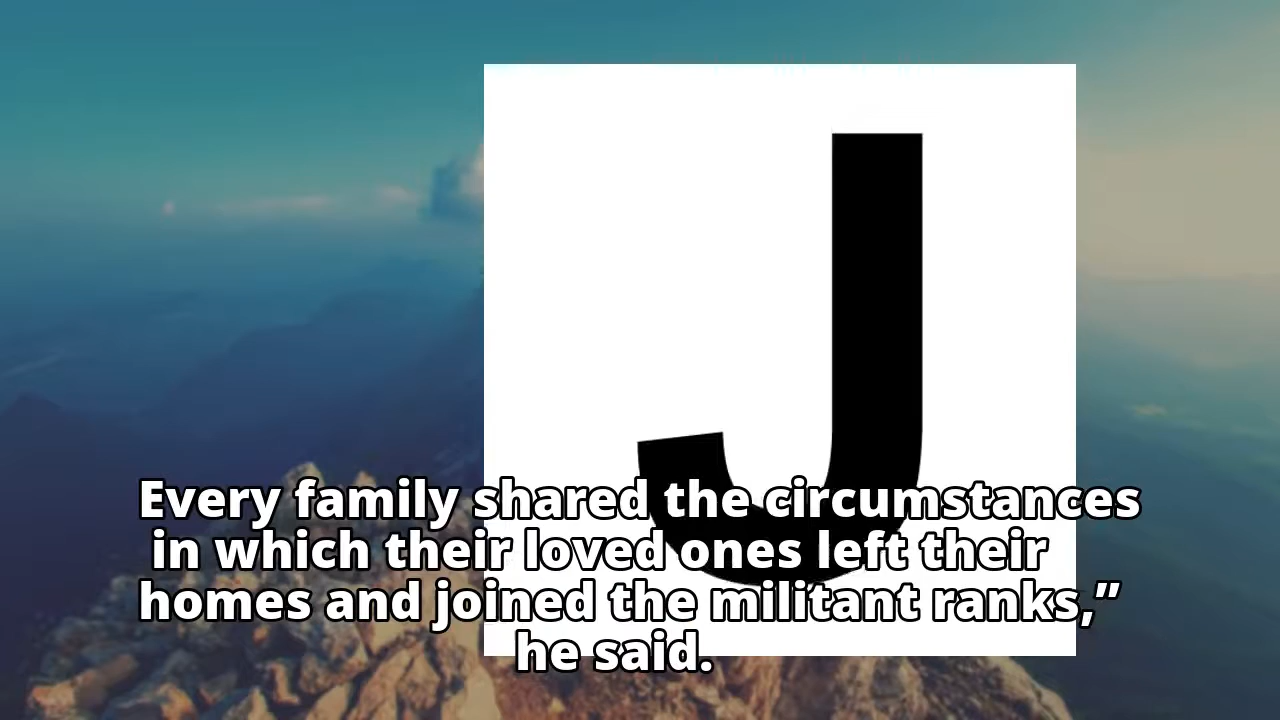 J
Every family shared the circumstances
in which their loved ones left their
homes and joined the militant ranks,”
he said.